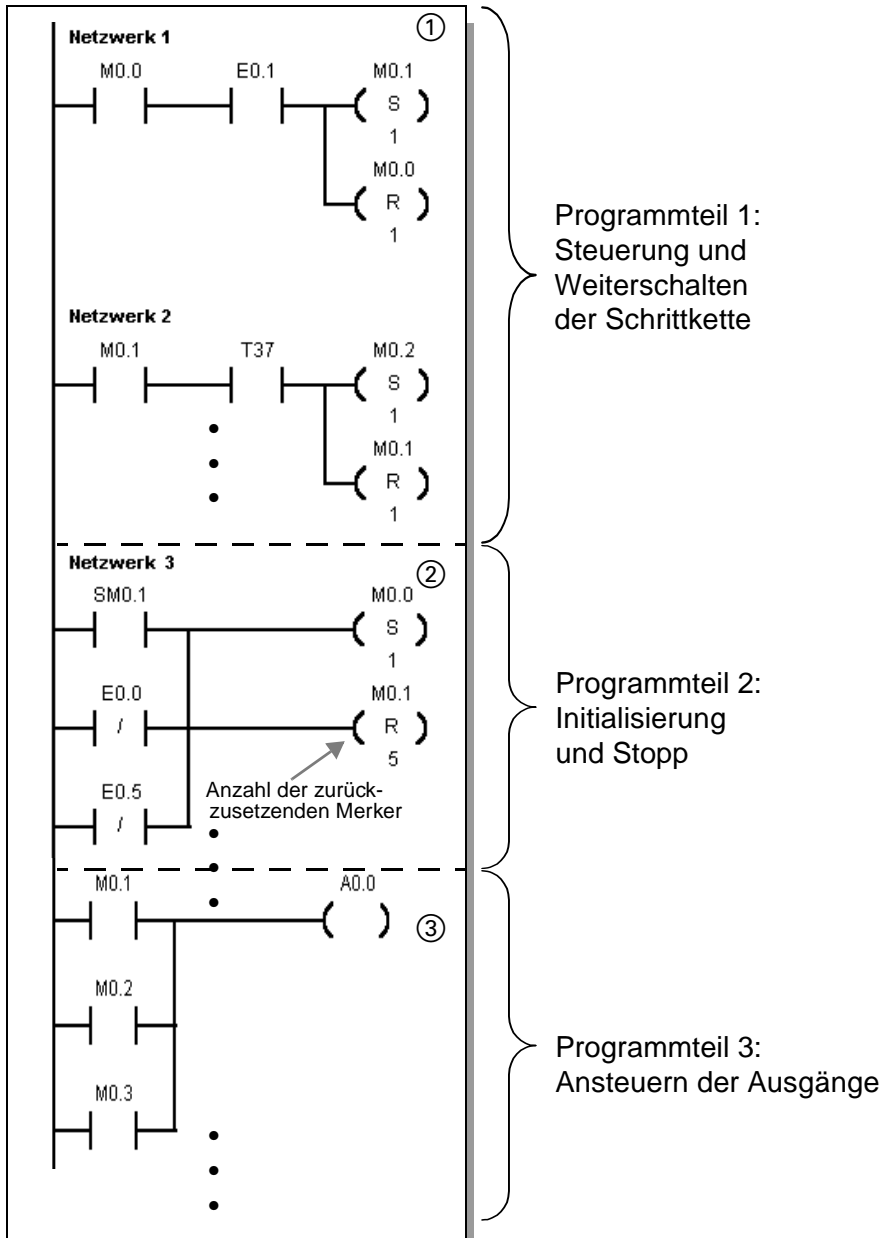 Netzwerk 1
①
M0.0 E0.1 M0.1
S
1
M0.0
R
1
Netzwerk 2
M0.1 T37 M0.2
S
1
M0.1
R
1
Programmteil 1:
Steuerung und
Weiterschalten
der Schrittkette
Netzwerk 3
②
SM0.1 M0.0
S
1
E0.0 M0.1
/ R
5
Anzahl der zurück-
zusetzenden Merker
E0.5
/
Programmteil 2:
Initialisierung
und Stopp
M0.1 A0.0
③
M0.2
M0.3
Programmteil 3:
Ansteuern der Ausgänge